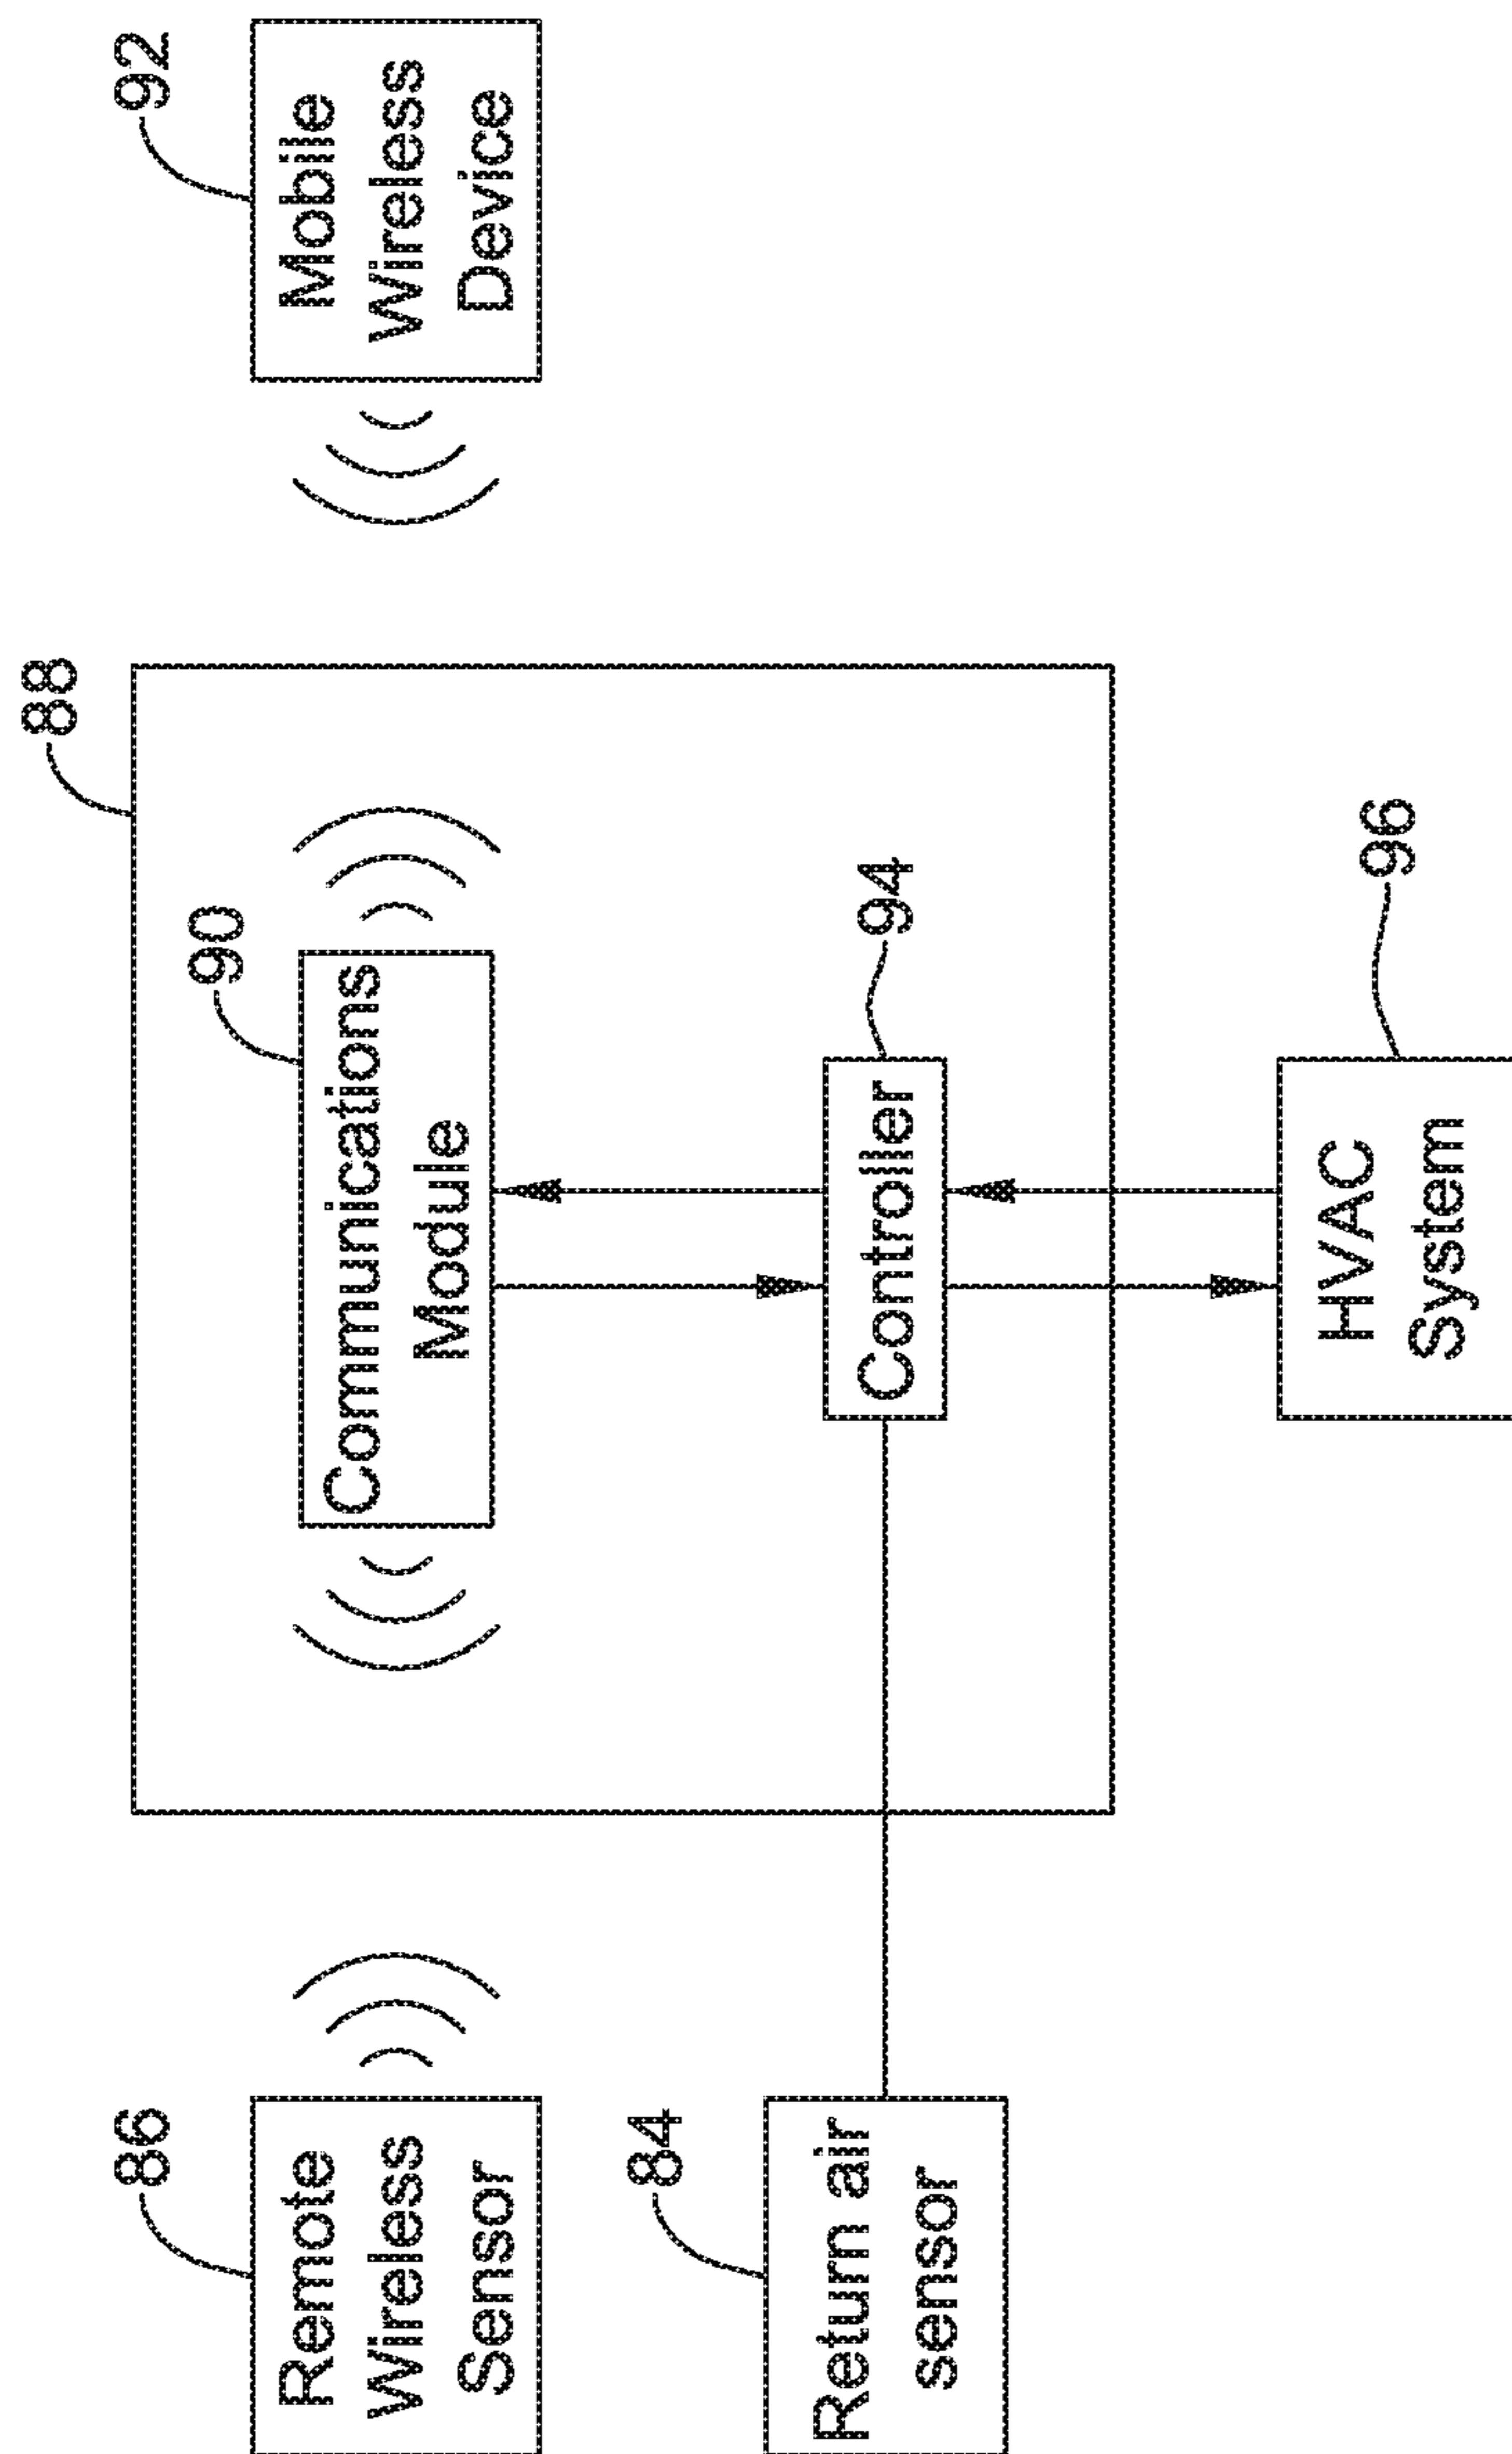 88
86
Remote
Wireless
Sensor
90
Communications
Module
92
Mobile
Wireless
Device
84
Return air
sensor
94
Controller
96
HVAC
System